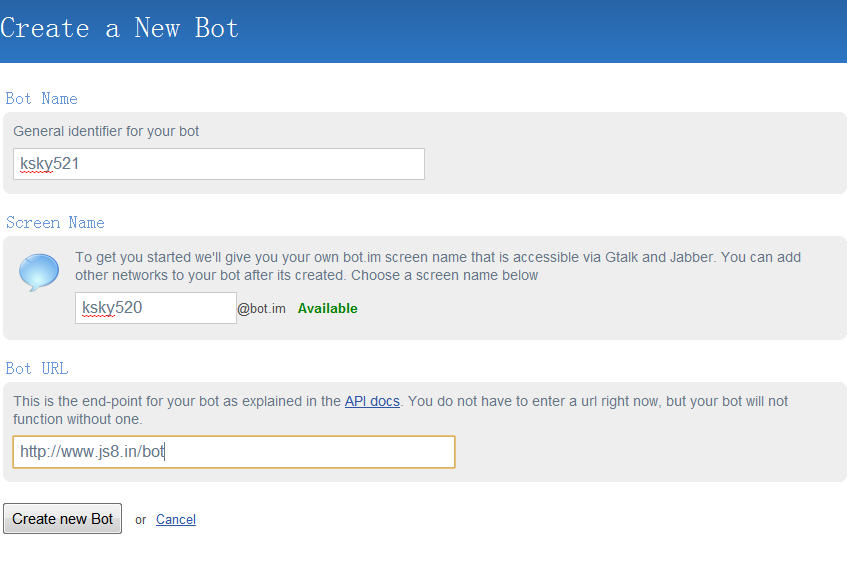 Create a New Bot
Bot Name
General identifier for your bot
ksky521
Screen Name
To get you started we'll give you your own bot.im screen name that is accessible via Gtalk and Jabber. You can add
other networks to your bot after its created. Choose a screen name below
ksky520@bot.im Available
Bot URL
This is the end-point for your bot as explained in the API docs. You do not have to enter a url right now, but your bot will not
function without one.
http://www.js8.in/bot
Create new Bot or Cancel